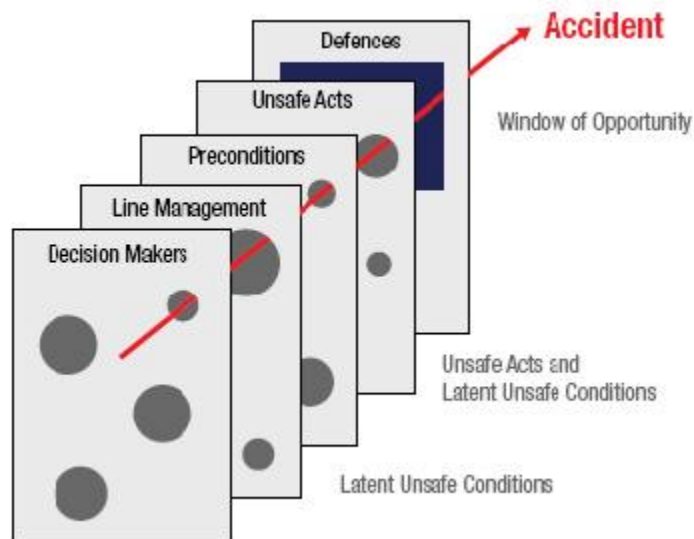 Accident
Defences
Window of Opportunity
Unsafe Acts
Preconditions
Line Management
Decision Makers
Unsafe Acts and
Latent Unsafe Conditions
Latent Unsafe Conditions